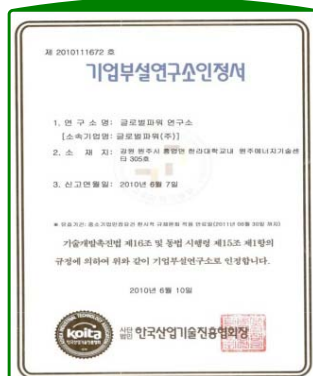 제 2010111672 호
기업부설연구소인정서
1. 연 구 소 명: 글로벌파워 연구소
[소속기업명: 글로벌파워(주)]
2. 소 재 지: 강원 원주시 흥업면 한라대학교내 원주에너지기술센
터 305호
3. 신고연월일: 2010년 6월 7일
기술개발촉진법 제16조 및 동법 시행령 제15조 제1항의
규정에 의하여 위와 같이 기업부설연구소로 인정합니다.
2010년 6월 10일
koita
사단법인 한국산업기술진흥협회장